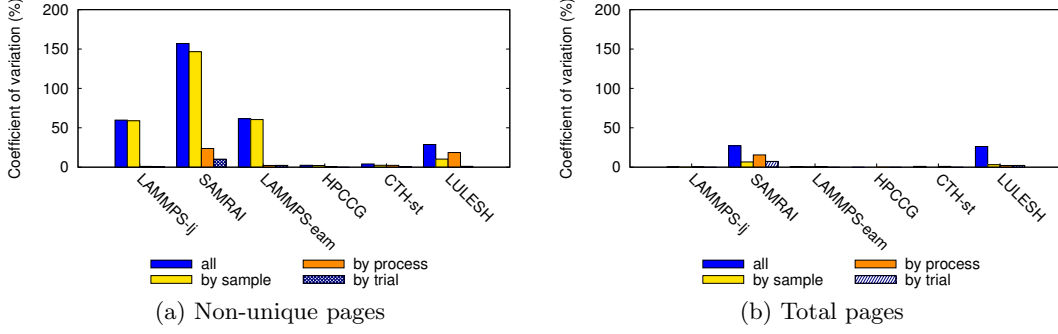 Coefficient of variation (%)
200
150
100
50
0
LAMMPS-lj
SAMRAI
LAMMPS-eam
HPCCG
CTH-st
LULESH
all
by sample
by process
by trial
(a) Non-unique pages
Coefficient of variation (%)
200
150
100
50
0
LAMMPS-lj
SAMRAI
LAMMPS-eam
HPCCG
CTH-st
LULESH
all
by sample
by process
by trial
(b) Total pages